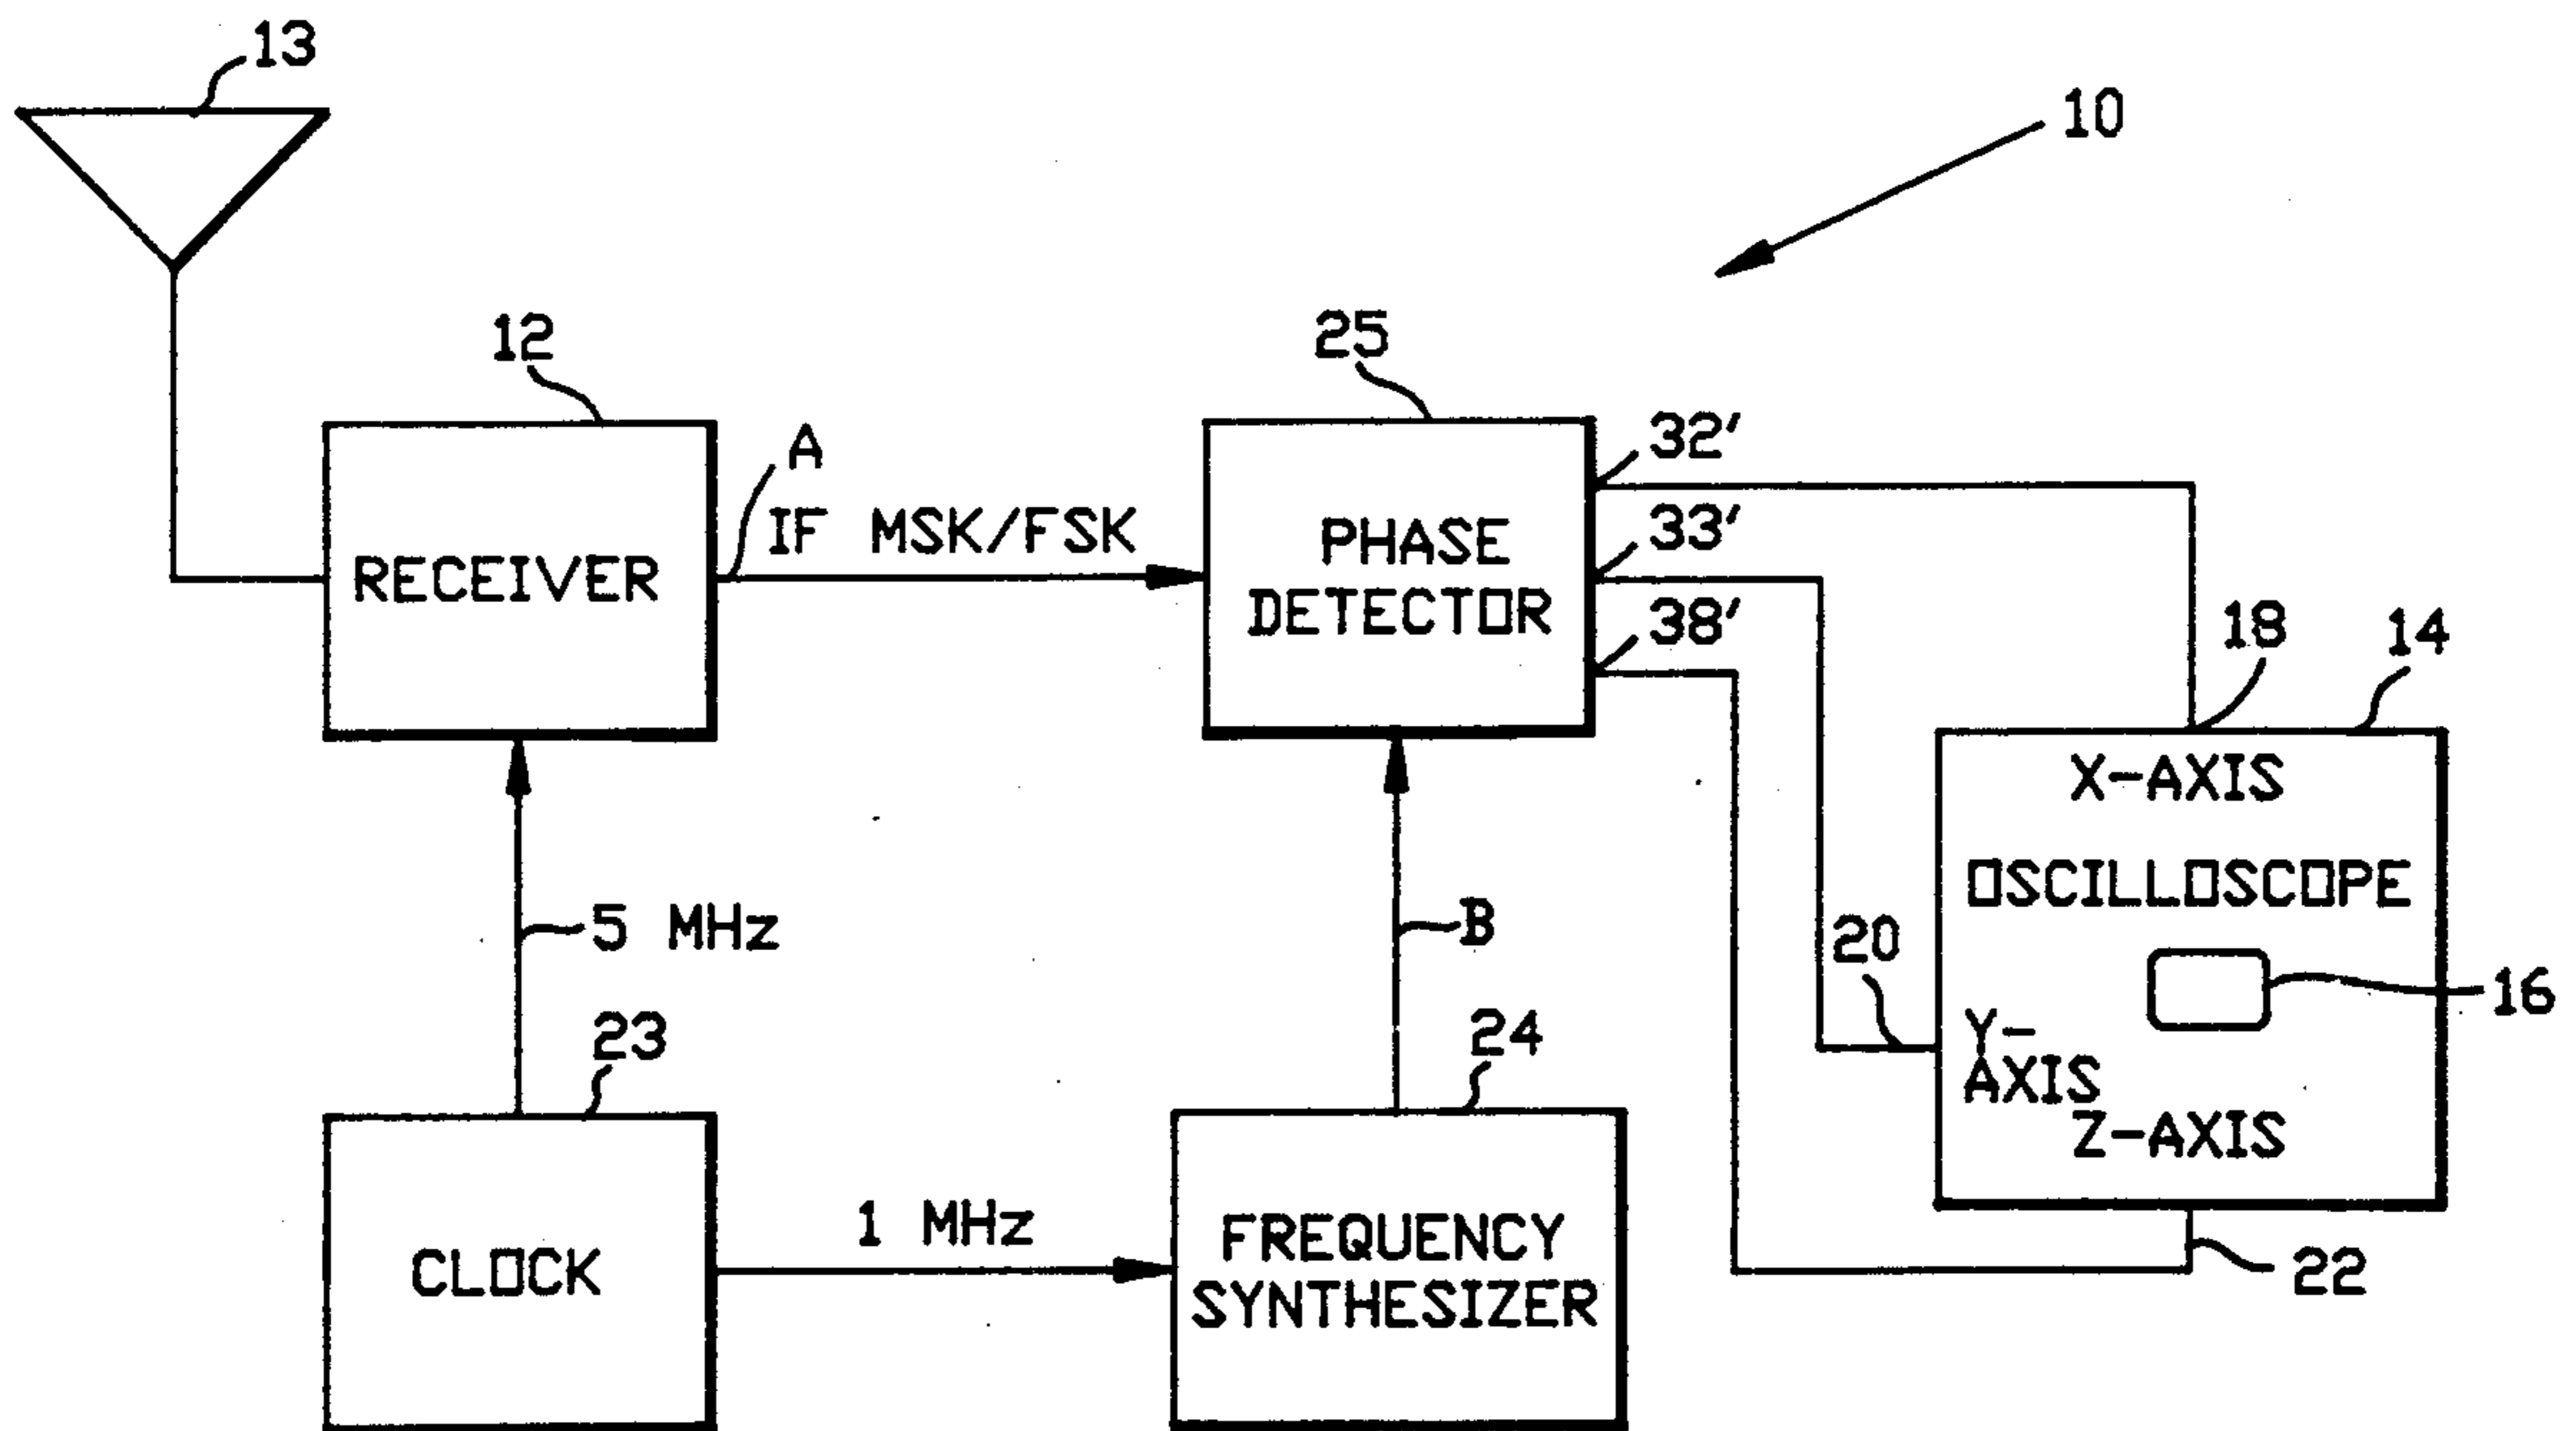 13
10
12
25
A
32'
IF MSK/FSK
33'
PHASE
RECEIVER
DETECTOR
38'
18
14
X-AXIS
OSCILLOSCOPE
5 MHz
B
20
16
23
24
Y-
AXIS
Z-AXIS
1 MHz
FREQUENCY
CLOCK
22
SYNTHESIZER